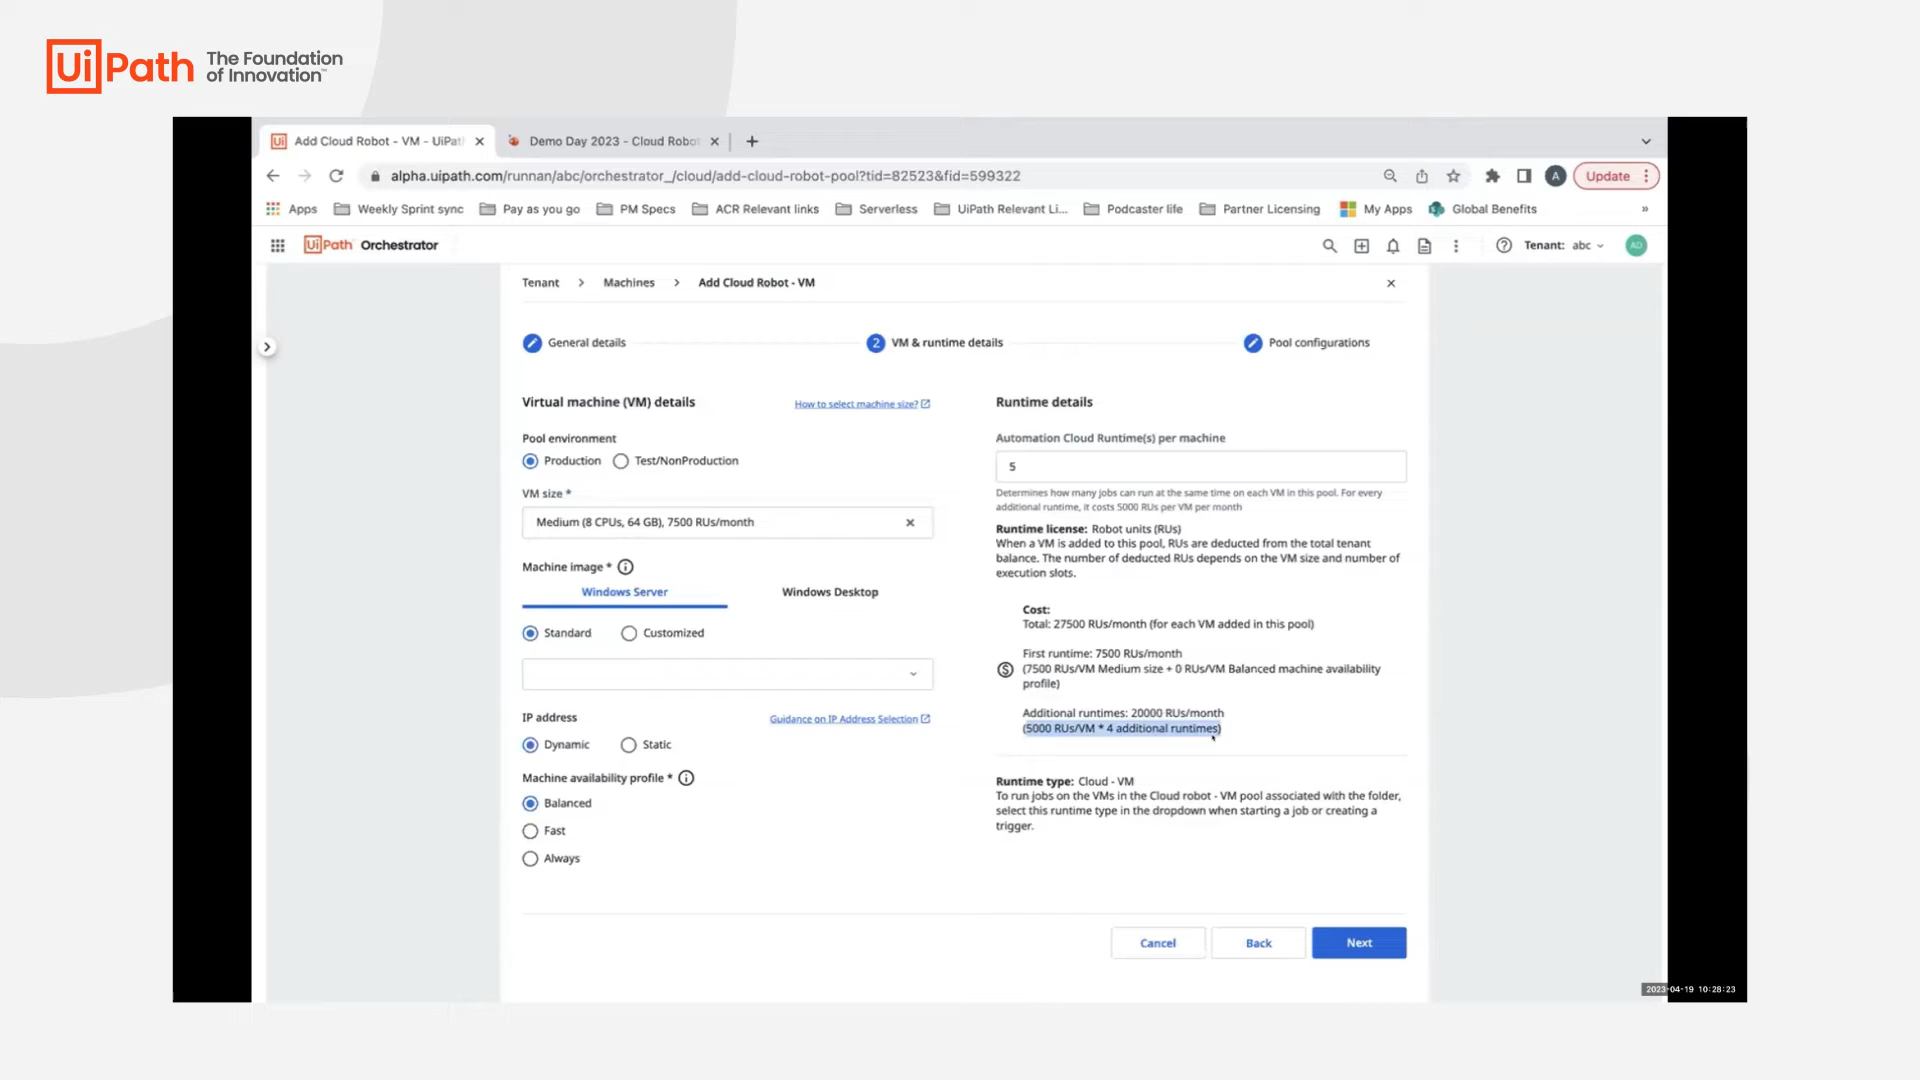 UiPath The Foundation
of Innovation™
Add Cloud Robot - VM - UiPath
Demo Day 2023 - Cloud Robot
alpha.uipath.com/runnan/abc/orchestrator_/cloud/add-cloud-robot-pool?tid=82523&fid=599322
A
Update
Apps
Weekly Sprint sync
Pay as you go
PM Specs
ACR Relevant links
Serverless
UiPath Relevant Li...
Podcaster life
Partner Licensing
My Apps
Global Benefits
»
UiPath Orchestrator
Tenant: abc
AD
Tenant > Machines > Add Cloud Robot - VM
General details
2 VM & runtime details
Pool configurations
Virtual machine (VM) details
How to select machine size?
Pool environment
Production
Test/NonProduction
VM size *
Medium (8 CPUs, 64 GB), 7500 RUs/month
Machine image *
Windows Server
Windows Desktop
Standard
Customized
IP address
Guidance on IP Address Selection
Dynamic
Static
Machine availability profile *
Balanced
Fast
Always
Runtime details
Automation Cloud Runtime(s) per machine
5
Determines how many jobs can run at the same time on each VM in this pool. For every
additional runtime, it costs 5000 RUs per VM per month
Runtime license: Robot units (RUs)
When a VM is added to this pool, RUs are deducted from the total tenant
balance. The number of deducted RUs depends on the VM size and number of
execution slots.
Cost:
Total: 27500 RUs/month (for each VM added in this pool)
First runtime: 7500 RUs/month
(7500 RUs/VM Medium size + 0 RUs/VM Balanced machine availability
profile)
Additional runtimes: 20000 RUs/month
(5000 RUs/VM * 4 additional runtimes)
Runtime type: Cloud - VM
To run jobs on the VMs in the Cloud robot - VM pool associated with the folder,
select this runtime type in the dropdown when starting a job or creating a
trigger.
Cancel
Back
Next
2023-04-19 10:28:23